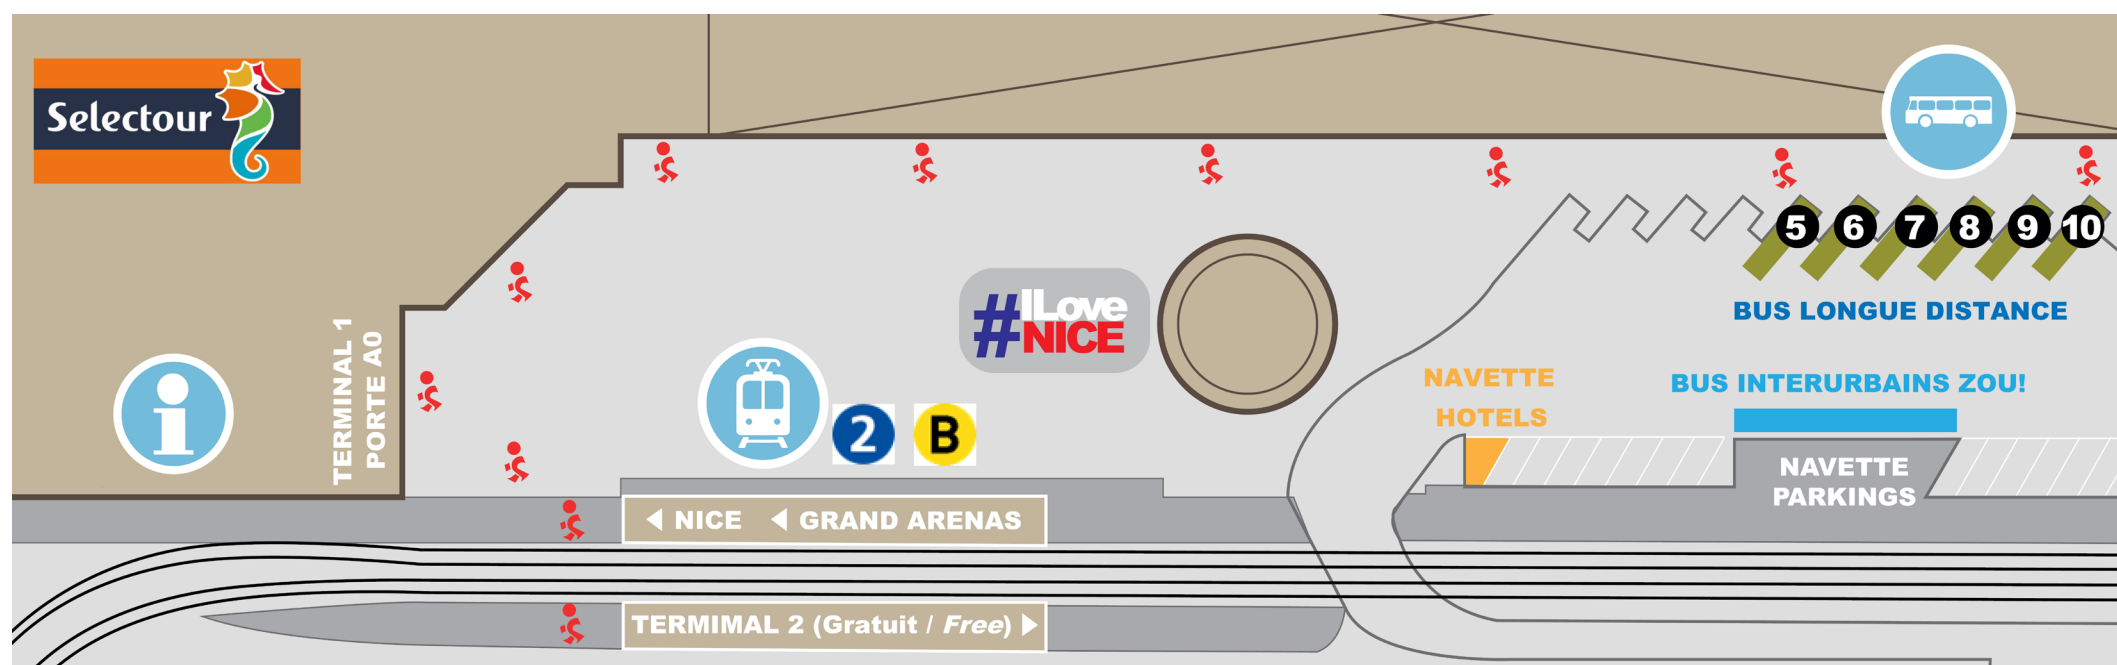 Selectour
TERMINAL 1
PORTE A0
#ILove
NICE
2
B
5 6 7 8 9 10
BUS LONGUE DISTANCE
NAVETTE
HOTELS
BUS INTERURBAINS ZOU!
NAVETTE
PARKINGS
NICE GRAND ARENAS
TERMIMAL 2 (Gratuit / Free)